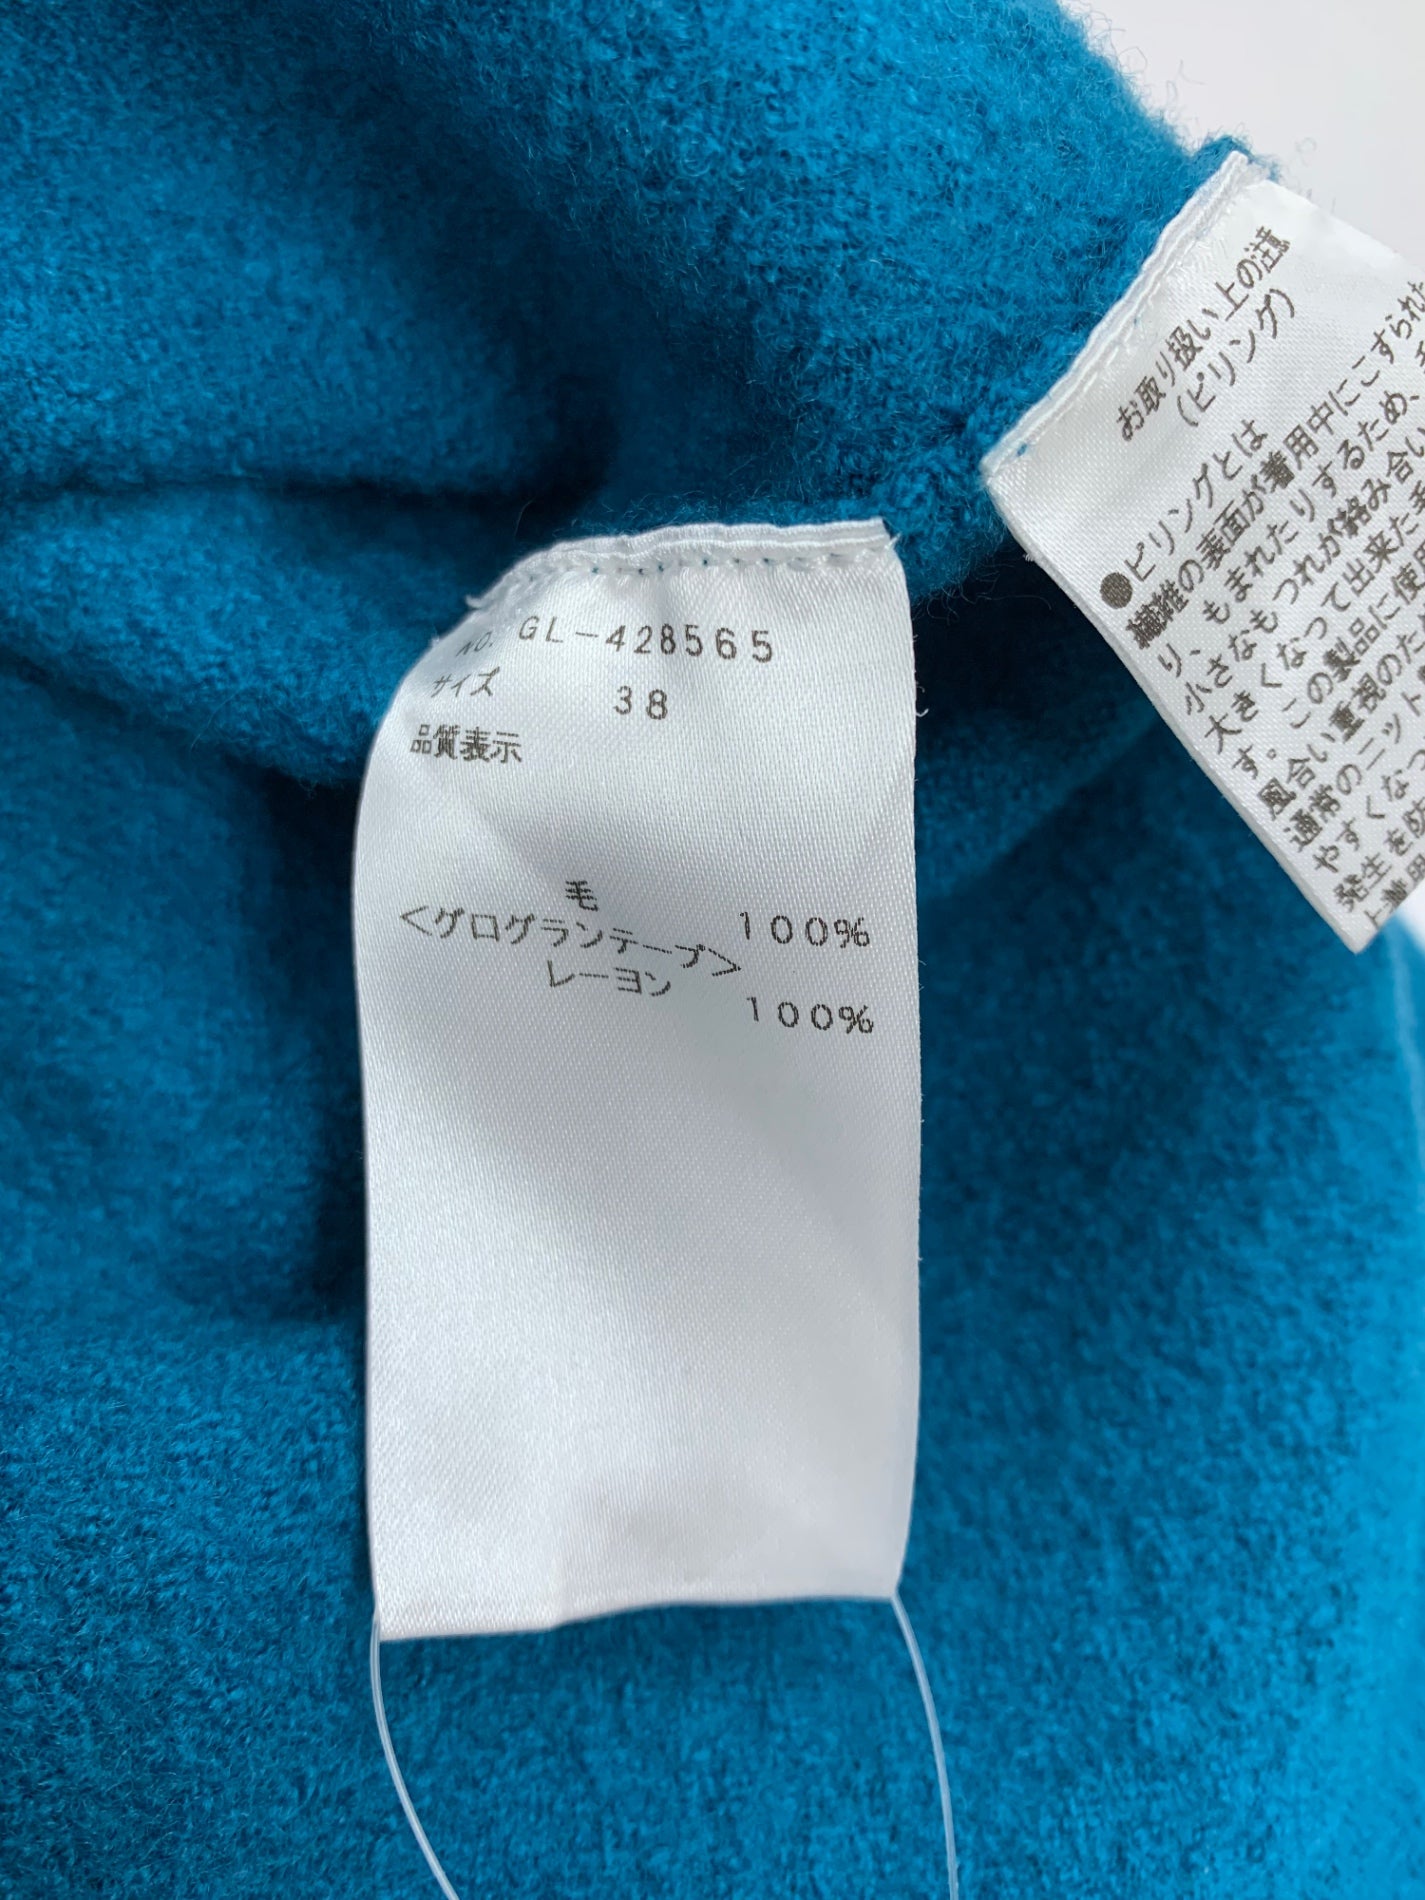 NO. GL-428565
サイズ 38
品質表示
毛 100%
<グログランテープ>
レーヨン 100%
お取り扱い上の注意
(ピリング)
●ピリングとは
繊維の表面が着用中にこすられた
り、もまれたりするため、
小さなもつれが絡み合い
大きくなって出来た毛
す。この製品に使用
風合い重視のた
通常のニット
やすくなっ
発生を防